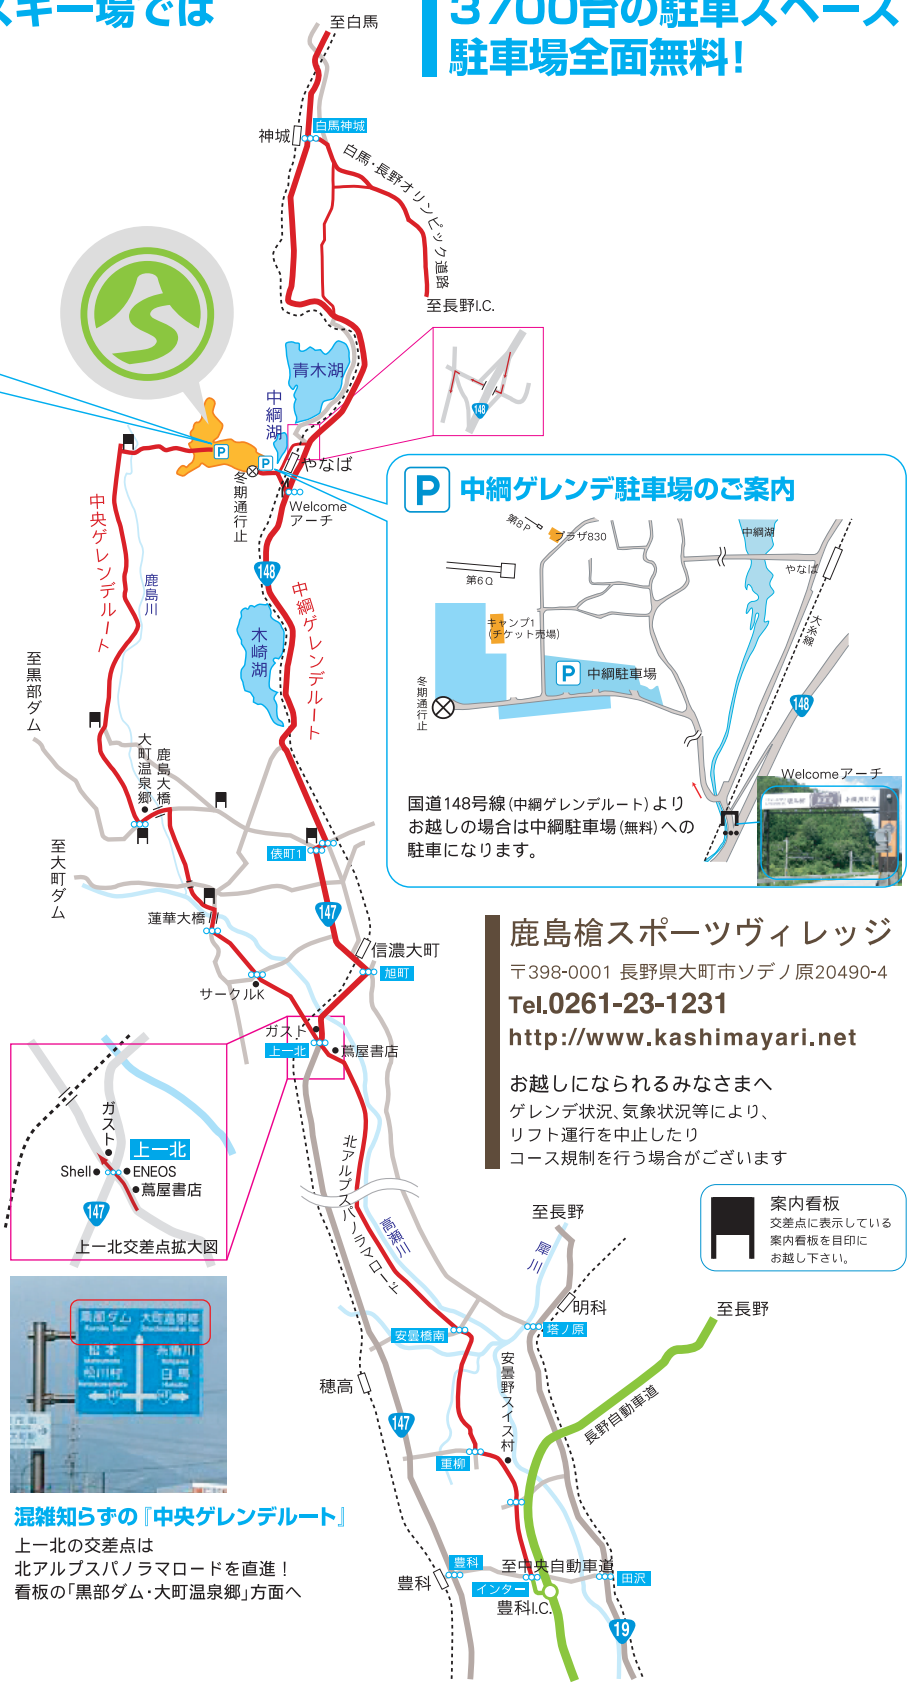 スキー場では
3700台の駐車スペース
駐車場全面無料!
至白馬
神城
白馬神城
白馬・長野オリンピック道路
至長野I.C.
青木湖
中綱湖
148
P
P
やなば
冬期通行止
Welcome
アーチ
中央ゲレンデルート
鹿島川
148
中綱ゲレンデルート
木崎湖
P 中綱ゲレンデ駐車場のご案内
第8P
プラザ830
第6Q
中綱湖
やなば
キャンプ1
(チケット売場)
大糸線
P 中綱駐車場
冬期通行止
148
Welcomeアーチ
国道148号線(中綱ゲレンデルート)より
お越しの場合は中綱駐車場(無料)への
駐車になります。
至黒部ダム
大町温泉郷
鹿島大橋
至大町ダム
俵町1
147
蓮華大橋
信濃大町
旭町
サークルK
ガスト
上一北
蔦屋書店
鹿島槍スポーツヴィレッジ
〒398-0001 長野県大町市ソデノ原20490-4
Tel.0261-23-1231
http://www.kashimayari.net
お越しになられるみなさまへ
ゲレンデ状況、気象状況等により、
リフト運行を中止したり
コース規制を行う場合がございます
ガスト
上一北
Shell
ENEOS
蔦屋書店
147
上一北交差点拡大図
北アルプスパノラマロード
高瀬川
案内看板
交差点に表示している
案内看板を目印に
お越し下さい。
至長野
犀川
明科
塔ノ原
至長野
安曇橋南
安曇野スイス村
穂高
147
長野自動車道
重柳
黒部ダム 大町温泉郷
松本
松川村
白馬
混雑知らずの『中央ゲレンデルート』
上一北の交差点は
北アルプスパノラマロードを直進!
看板の「黒部ダム・大町温泉郷」方面へ
豊科
豊科
至中央自動車道
インター
豊科I.C.
田沢
19